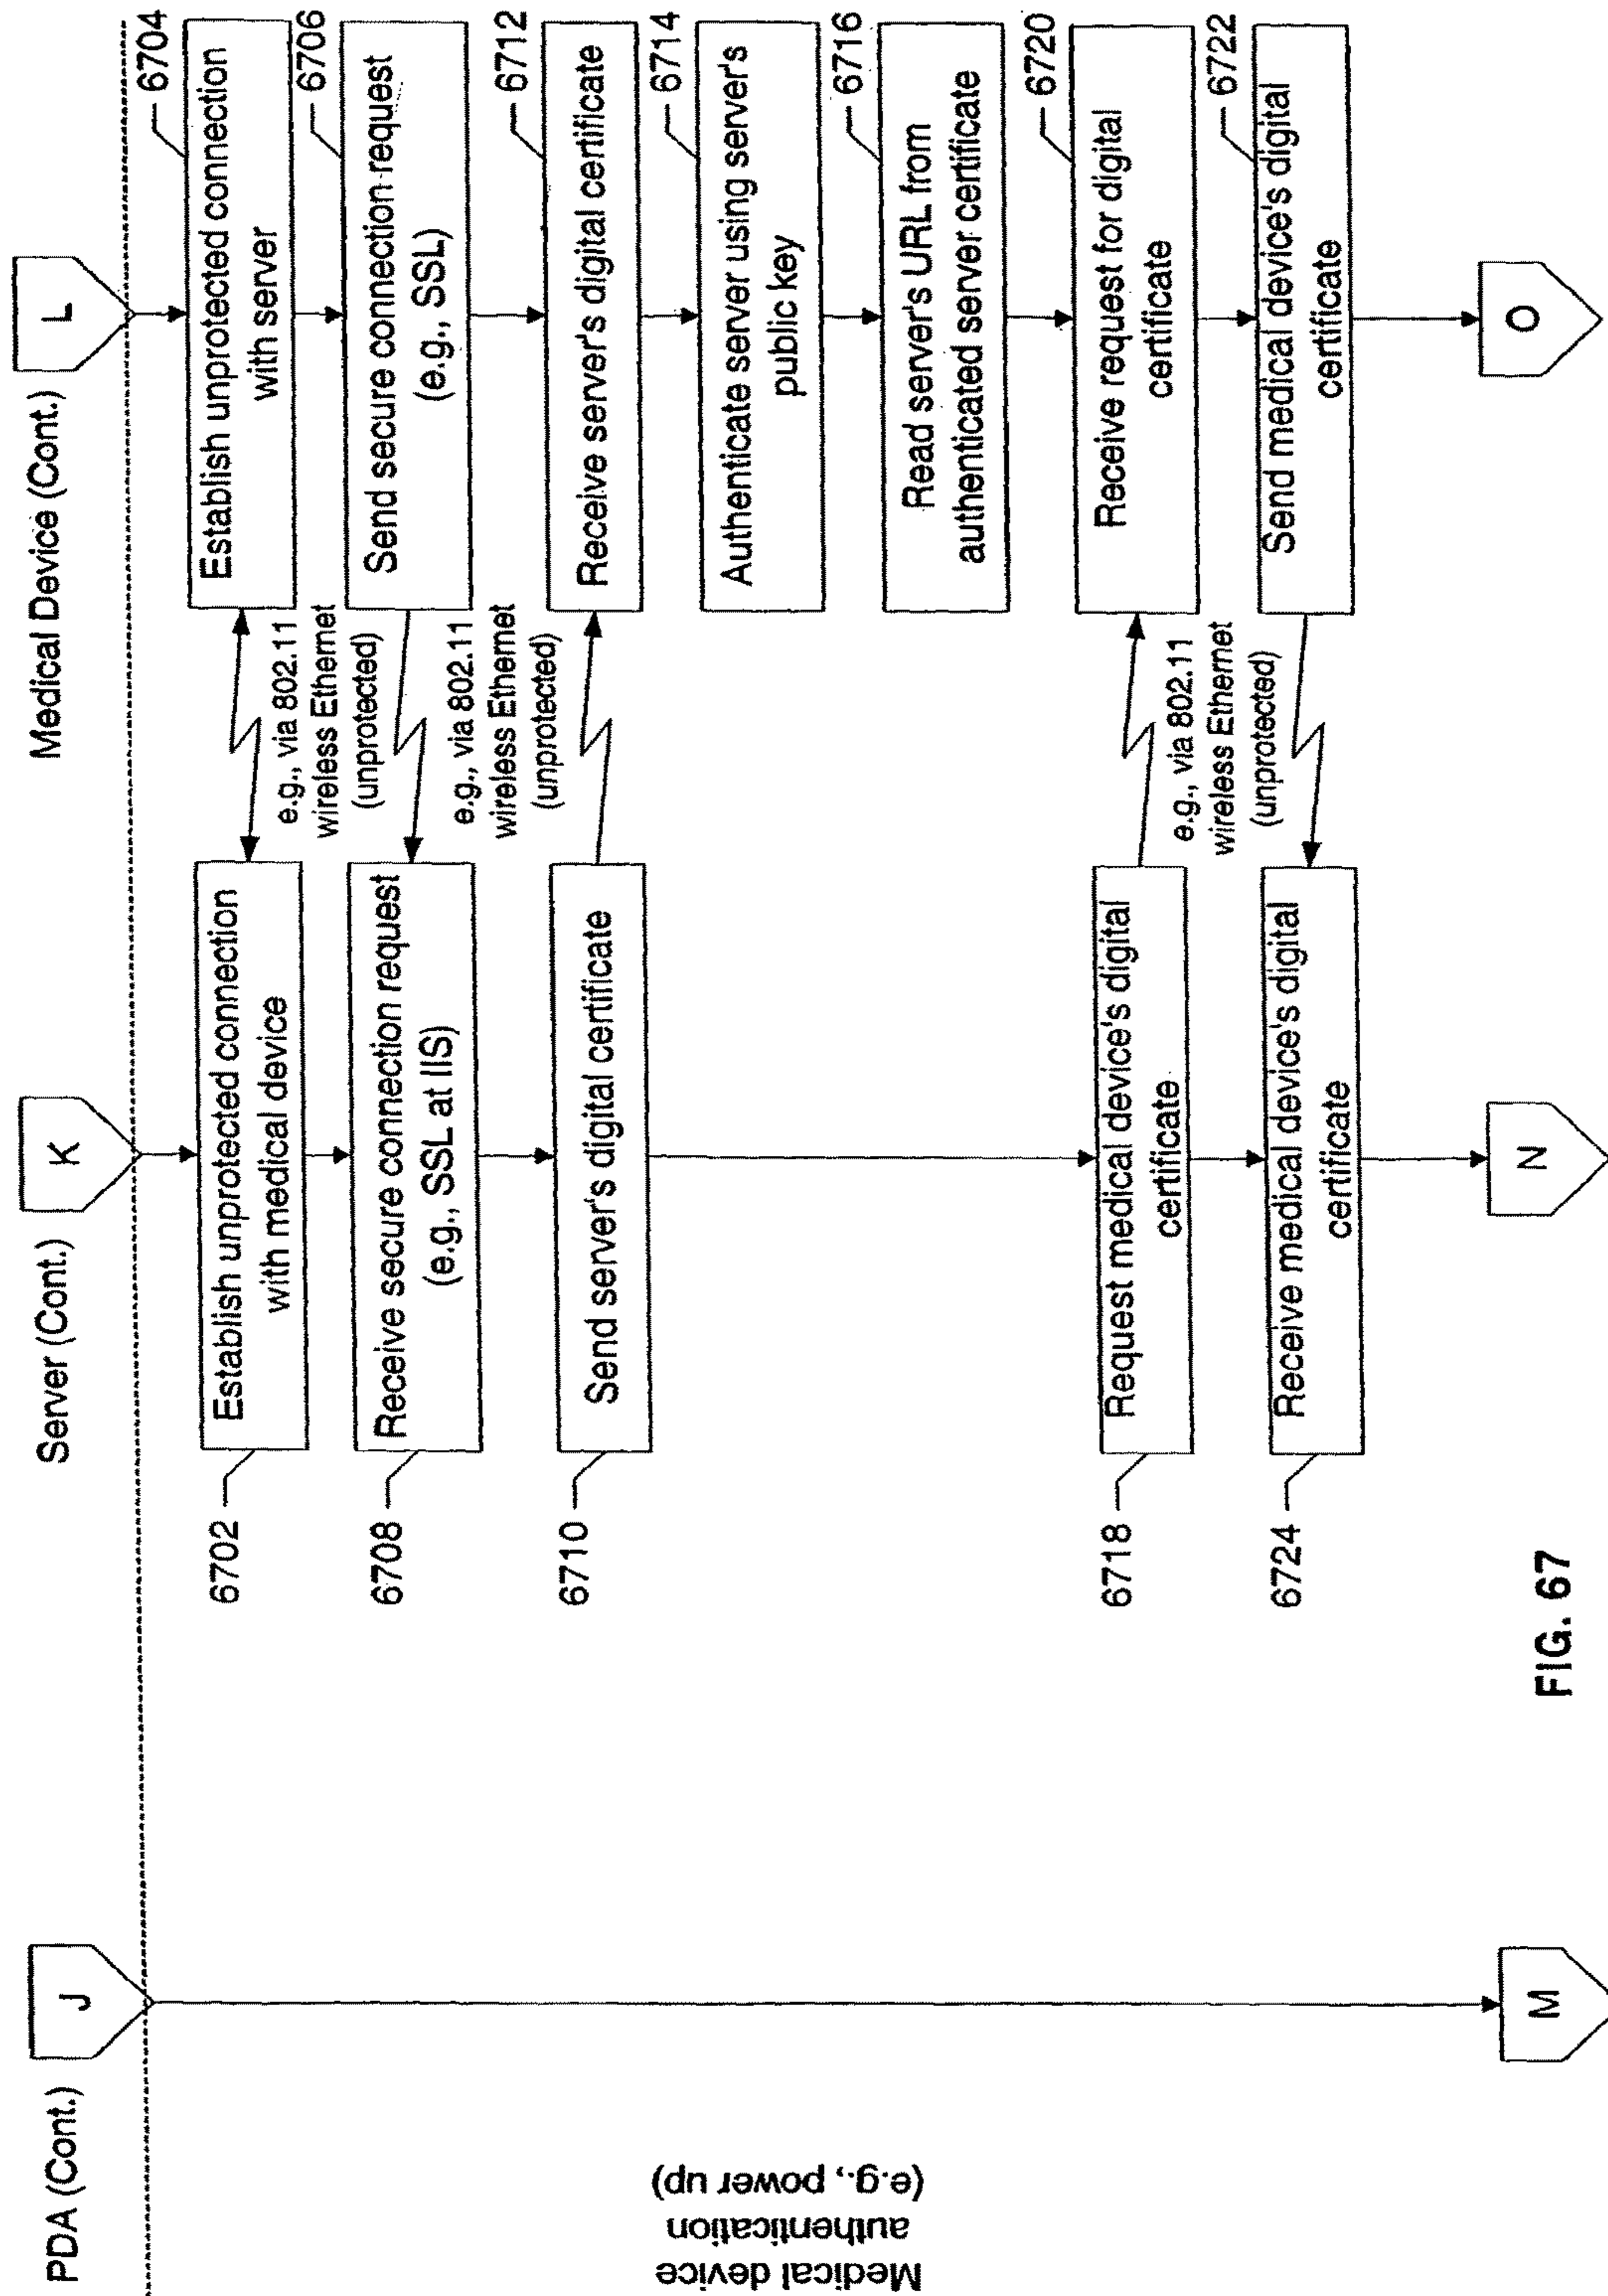 PDA (Cont.)
J
Server (Cont.)
K
Medical Device (Cont.)
L
Medical device
authentication
(e.g., power up)
6702
Establish unprotected connection
with medical device
e.g., via 802.11
wireless Ethernet
(unprotected)
6704
Establish unprotected connection
with server
6708
Receive secure connection request
(e.g., SSL at IIS)
e.g., via 802.11
wireless Ethernet
(unprotected)
6706
Send secure connection request
(e.g., SSL)
6710
Send server's digital certificate
6712
Receive server's digital certificate
6714
Authenticate server using server's
public key
6716
Read server's URL from
authenticated server certificate
6718
Request medical device's digital
certificate
e.g., via 802.11
wireless Ethernet
(unprotected)
6720
Receive request for digital
certificate
6724
Receive medical device's digital
certificate
6722
Send medical device's digital
certificate
M
N
O
FIG. 67